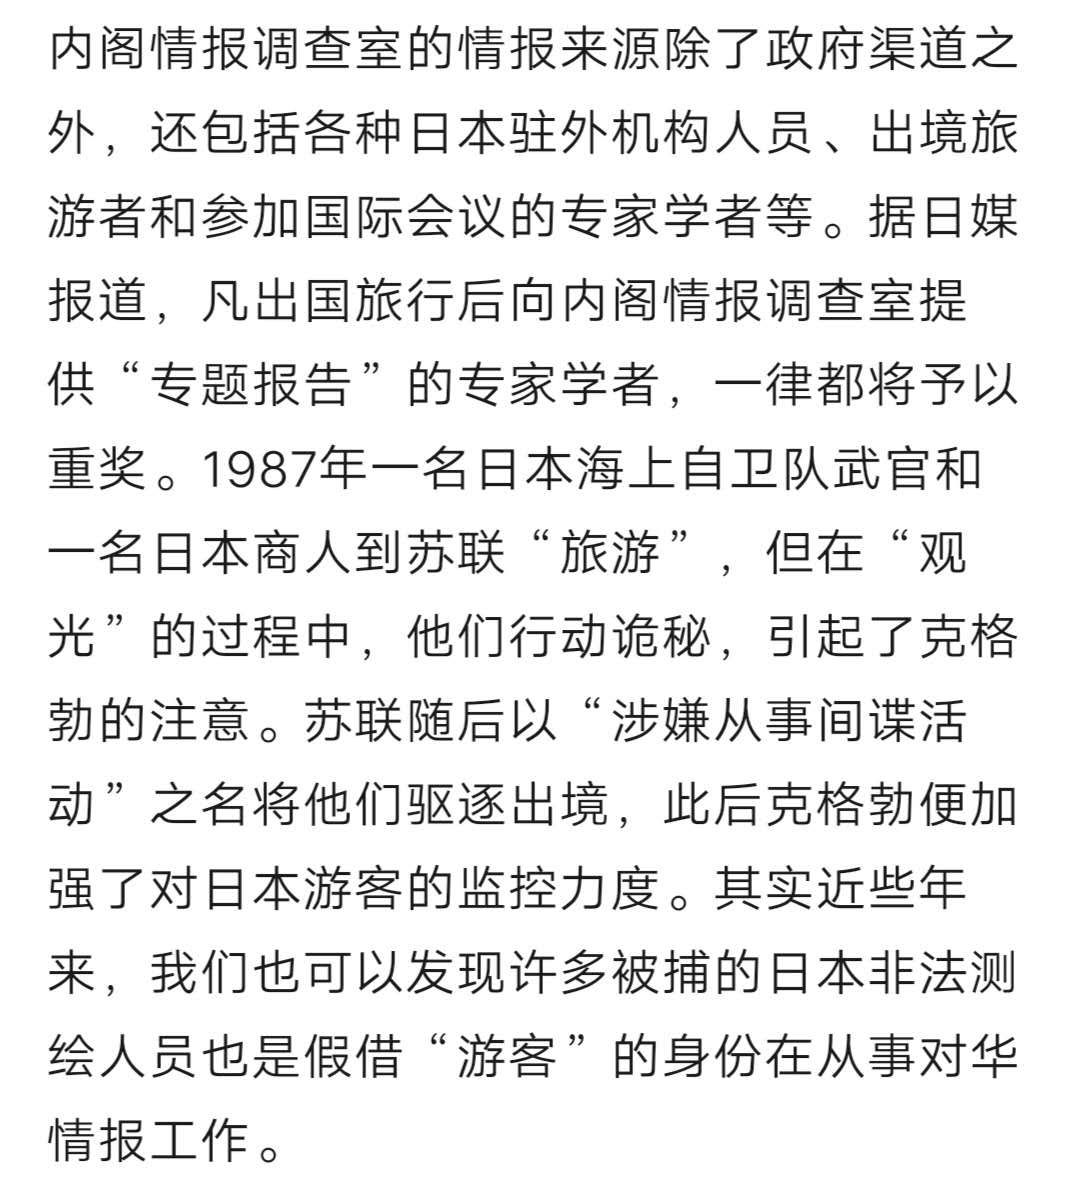 内阁情报调查室的情报来源除了政府渠道之
外，还包括各种日本驻外机构人员、出境旅
游者和参加国际会议的专家学者等。据日媒
报道，凡出国旅行后向内阁情报调查室提
供“专题报告”的专家学者，一律都将予以
重奖。1987年一名日本海上自卫队武官和
一名日本商人到苏联“旅游”，但在“观
光”的过程中，他们行动诡秘，引起了克格
勃的注意。苏联随后以“涉嫌从事间谍活
动”之名将他们驱逐出境，此后克格勃便加
强了对日本游客的监控力度。其实近些年
来，我们也可以发现许多被捕的日本非法测
绘人员也是假借“游客”的身份在从事对华
情报工作。